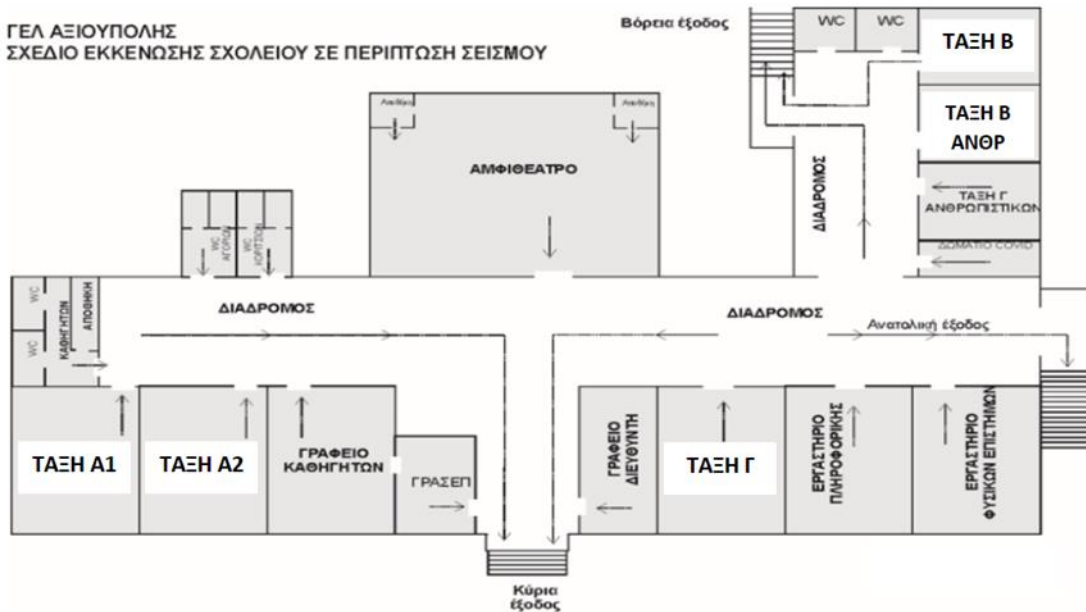 ΓΕΛ ΑΞΙΟΥΠΟΛΗΣ
ΣΧΕΔΙΟ ΕΚΚΕΝΩΣΗΣ ΣΧΟΛΕΙΟΥ ΣΕ ΠΕΡΙΠΤΩΣΗ ΣΕΙΣΜΟΥ
Βόρεια έξοδος
WC
WC
ΤΑΞΗ Β
Αποθήκη
Αποθήκη
ΤΑΞΗ Β
ΑΝΘΡ
ΑΜΦΙΘΕΑΤΡΟ
ΔΙΑΔΡΟΜΟΣ
ΤΑΞΗ Γ
ΑΝΘΡΩΠΙΣΤΙΚΩΝ
WC
ΑΓΟΡΙΩΝ
WC
ΚΟΡΙΤΣΙΩΝ
ΔΩΜΑΤΙΟ COVID
WC
ΚΑΘΗΓΗΤΩΝ
ΑΠΟΘΗΚΗ
WC
ΔΙΑΔΡΟΜΟΣ
ΔΙΑΔΡΟΜΟΣ
Ανατολική έξοδος
ΤΑΞΗ Α1
ΤΑΞΗ Α2
ΓΡΑΦΕΙΟ
ΚΑΘΗΓΗΤΩΝ
ΓΡΑΣΕΠ
ΓΡΑΦΕΙΟ
ΔΙΕΥΘΥΝΤΗ
ΤΑΞΗ Γ
ΕΡΓΑΣΤΗΡΙΟ
ΠΛΗΡΟΦΟΡΙΚΗΣ
ΕΡΓΑΣΤΗΡΙΟ
ΦΥΣΙΚΩΝ ΕΠΙΣΤΗΜΩΝ
Κύρια
έξοδος